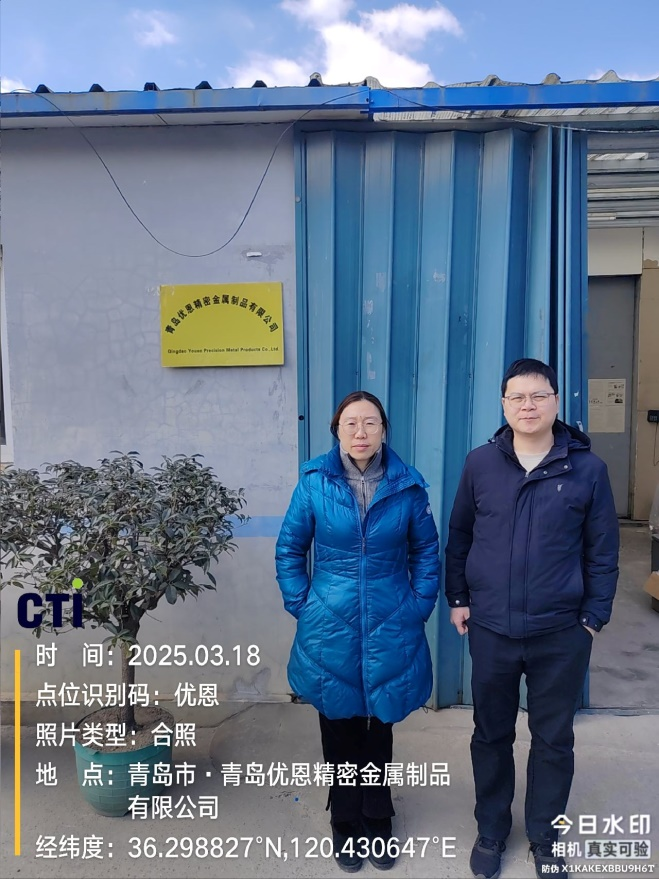 青岛优恩精密金属制品有限公司
Qingdao Youen Precision Metal Products Co.,Ltd.
CTI
时 间：2025.03.18
点位识别码：优恩
照片类型：合照
地 点：青岛市·青岛优恩精密金属制品
有限公司
经纬度：36.298827°N,120.430647°E
今日水印
相机 真实可验
防伪 X1KAKEXBBU9H6T